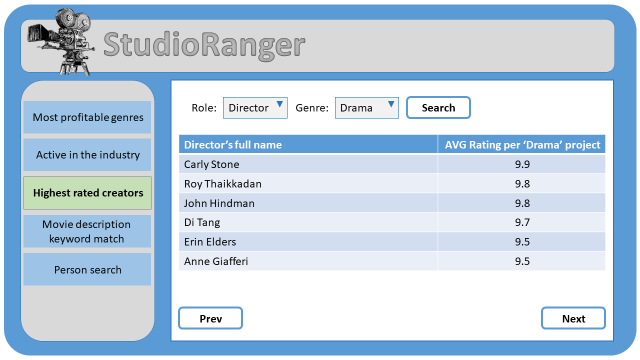 StudioRanger
Most profitable genres
Active in the industry
Highest rated creators
Movie description
keyword match
Person search
Role: Director Genre: Drama Search
Director's full name AVG Rating per ‘Drama’ project
Carly Stone 9.9
Roy Thaikkadan 9.8
John Hindman 9.8
Di Tang 9.7
Erin Elders 9.5
Anne Giafferi 9.5
Prev Next